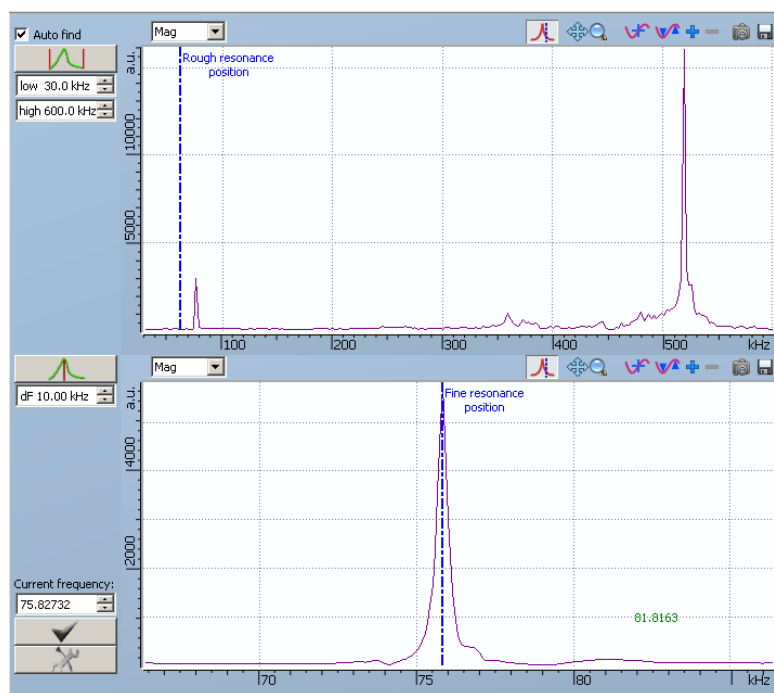 Auto find
Mag
low 30.0 kHz
high 600.0 kHz
a.u.
10000
5000
Rough resonance
position
100
200
300
400
500
kHz
Mag
dF 10.00 kHz
a.u.
4000
2000
Fine resonance
position
81.8163
Current frequency:
75.82732
70
75
80
kHz